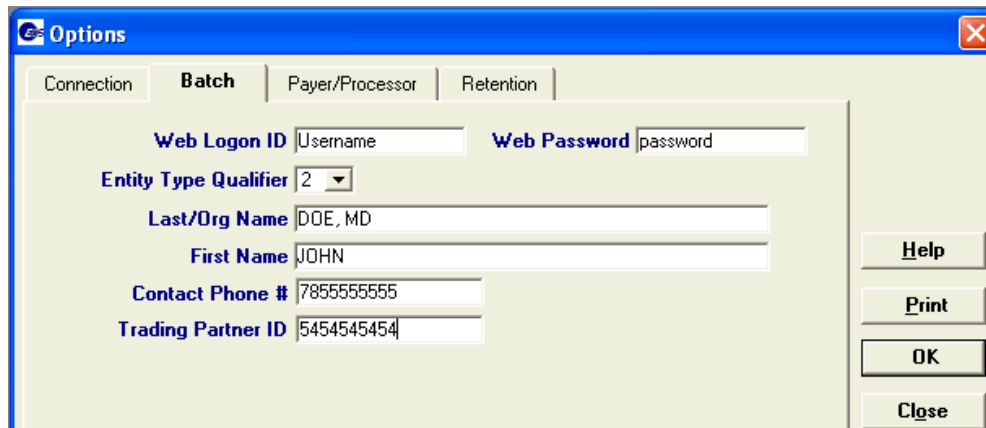 Options
Connection Batch Payer/Processor Retention
Web Logon ID Username Web Password password
Entity Type Qualifier 2
Last/Org Name DOE, MD
First Name JOHN
Contact Phone # 7855555555
Trading Partner ID 5454545454
Help
Print
OK
Close